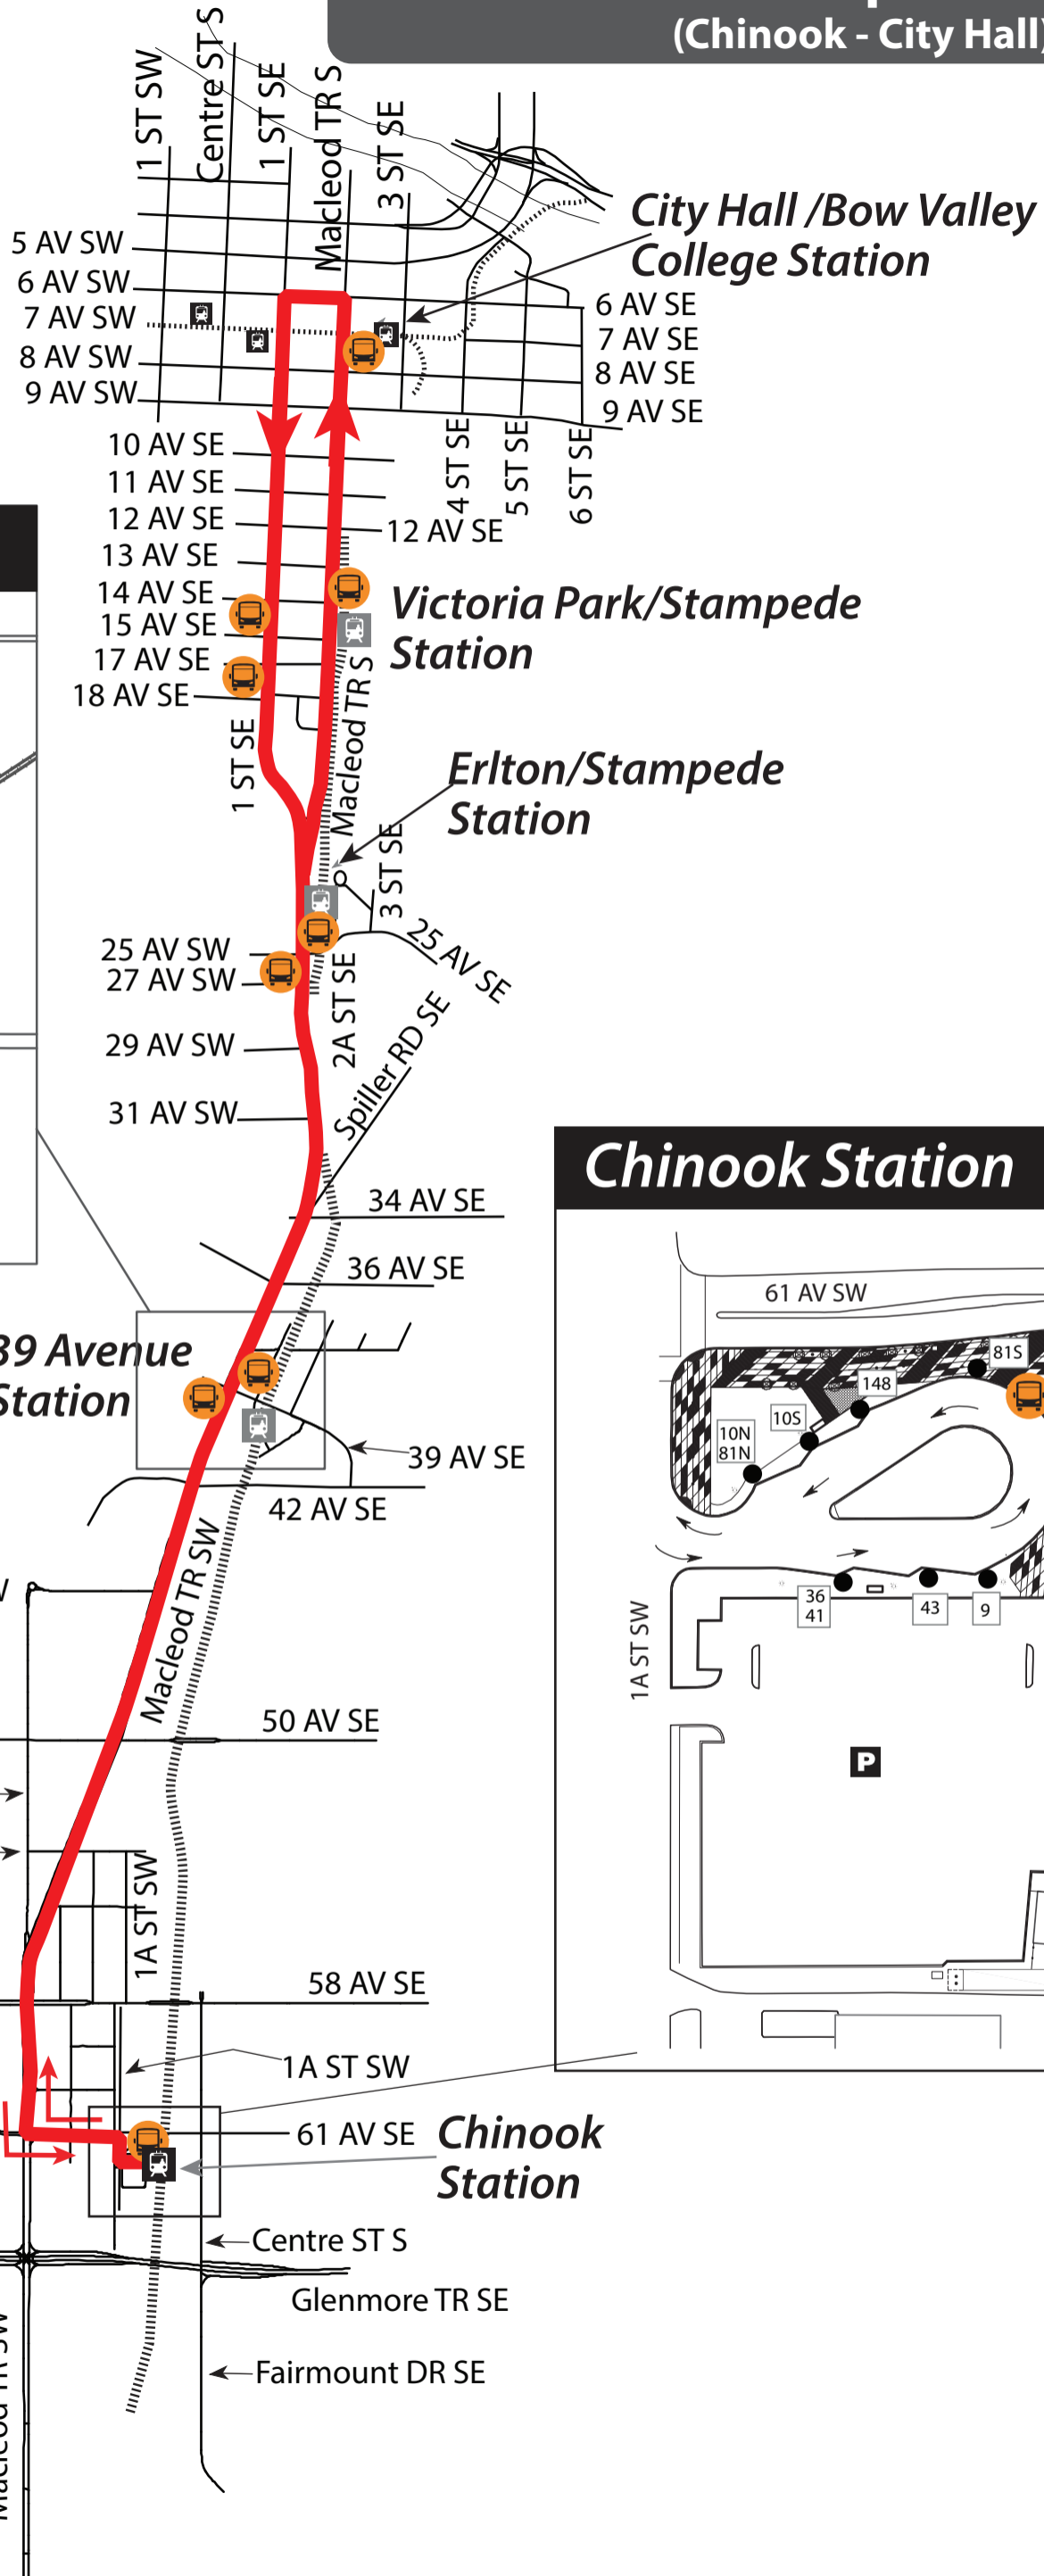 (Chinook - City Hall)
1 ST SW
Centre ST S
1 ST SE
Macleod TR S
3 ST SE
City Hall /Bow Valley
College Station
5 AV SW
6 AV SW
7 AV SW
8 AV SW
9 AV SW
6 AV SE
7 AV SE
8 AV SE
9 AV SE
4 ST SE
5 ST SE
6 ST SE
10 AV SE
11 AV SE
12 AV SE
12 AV SE
13 AV SE
14 AV SE
15 AV SE
17 AV SE
18 AV SE
Victoria Park/Stampede
Station
1 ST SE
Macleod TR S
Erlton/Stampede
Station
3 ST SE
25 AV SE
25 AV SW
27 AV SW
2A ST SE
29 AV SW
Spiller RD SE
31 AV SW
34 AV SE
36 AV SE
39 Avenue
Station
39 AV SE
42 AV SE
Macleod TR SW
50 AV SE
1A ST SW
58 AV SE
1A ST SW
61 AV SE
Chinook
Station
Centre ST S
Glenmore TR SE
Fairmount DR SE
Macleod TR SW
Chinook Station
61 AV SW
81S
148
10S
10N
81N
36
41
43
9
1A ST SW
P